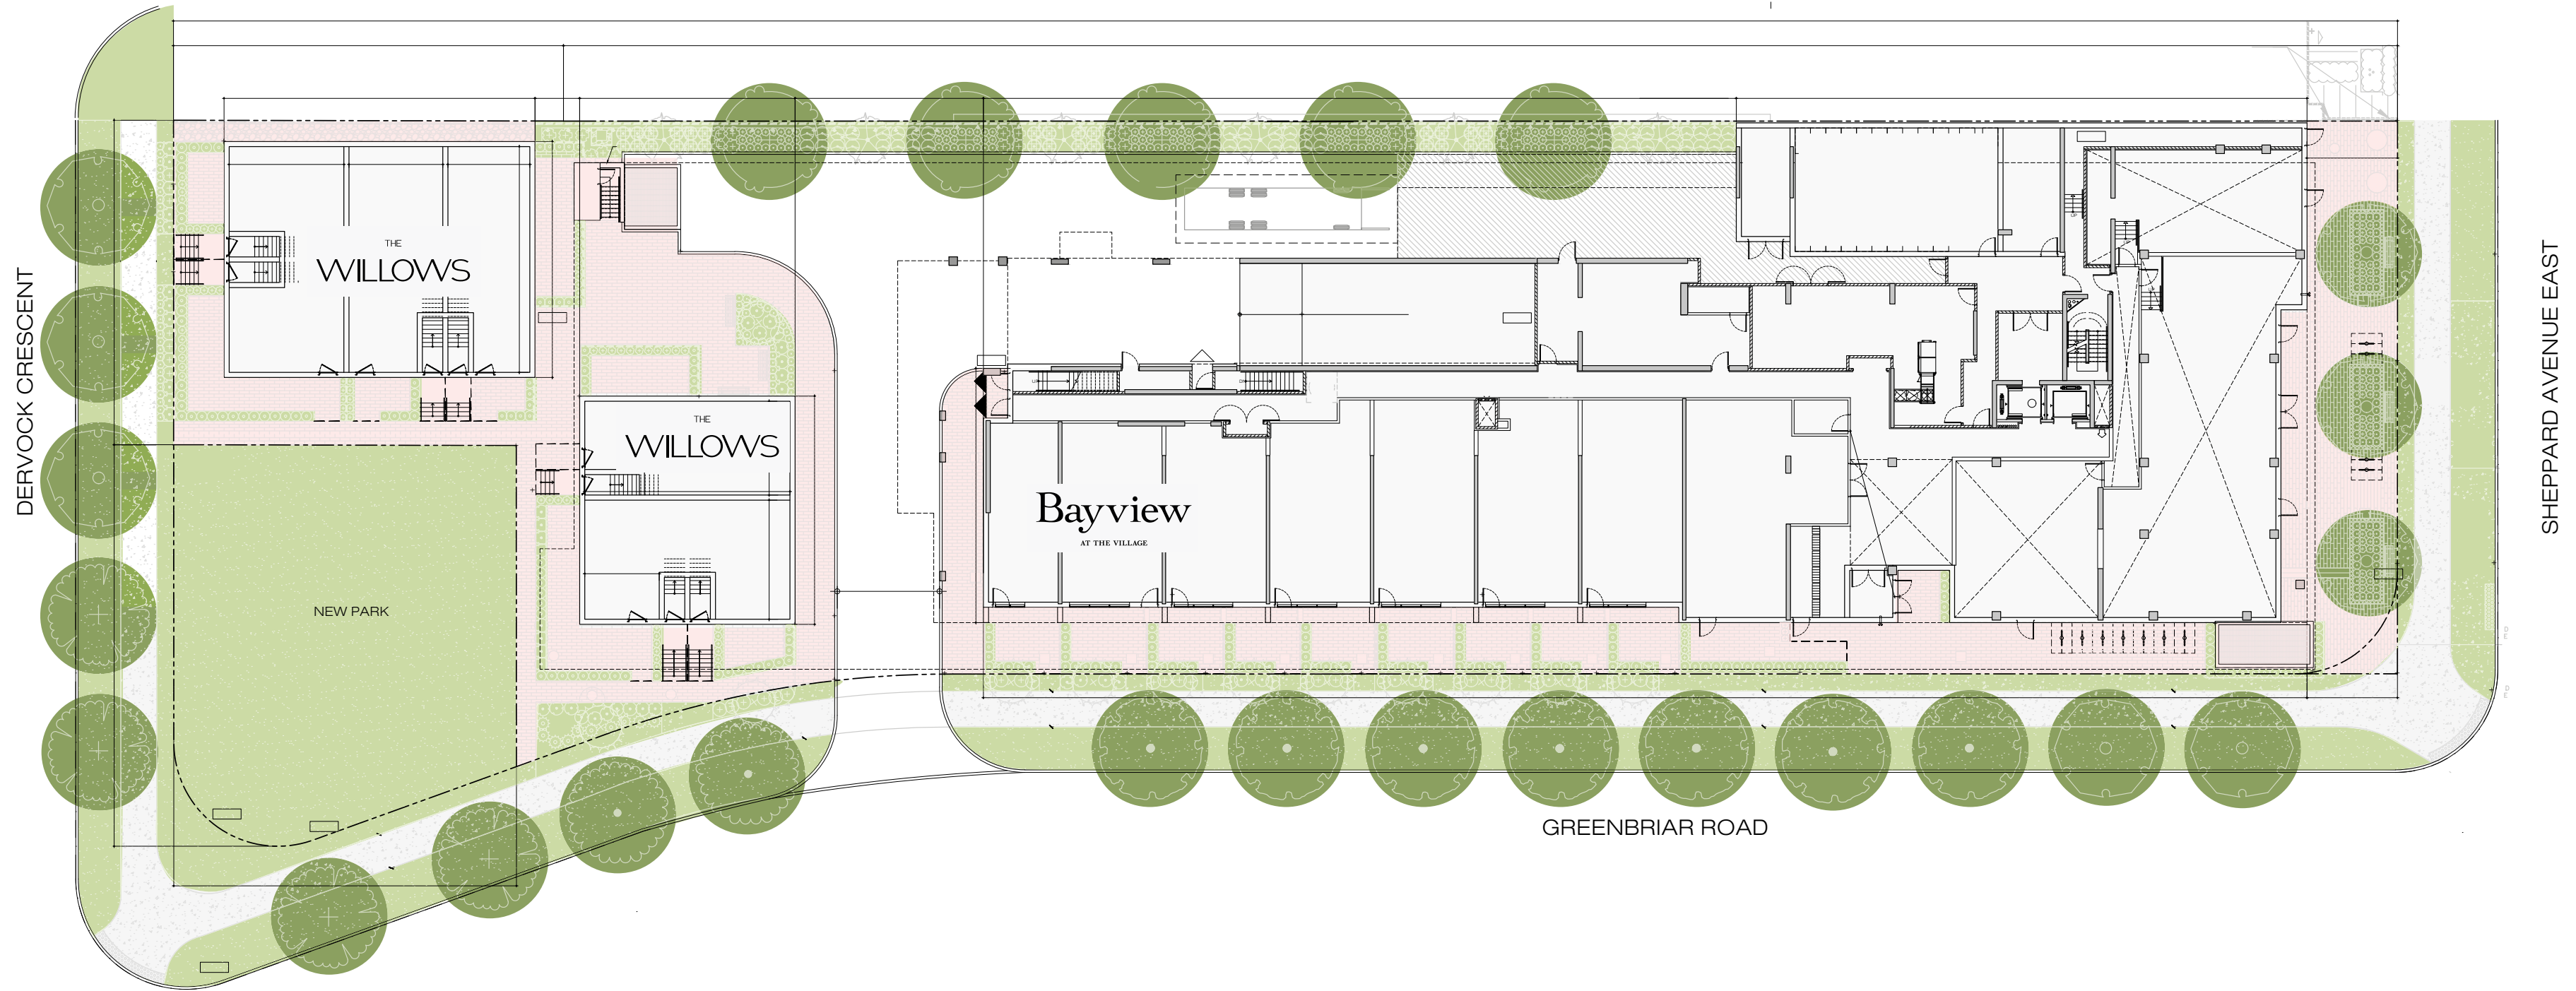 DERVOCK CRESCENT
THE
WILLOWS
THE
WILLOWS
NEW PARK
Bayview
AT THE VILLAGE
GREENBRIAR ROAD
SHEPPARD AVENUE EAST